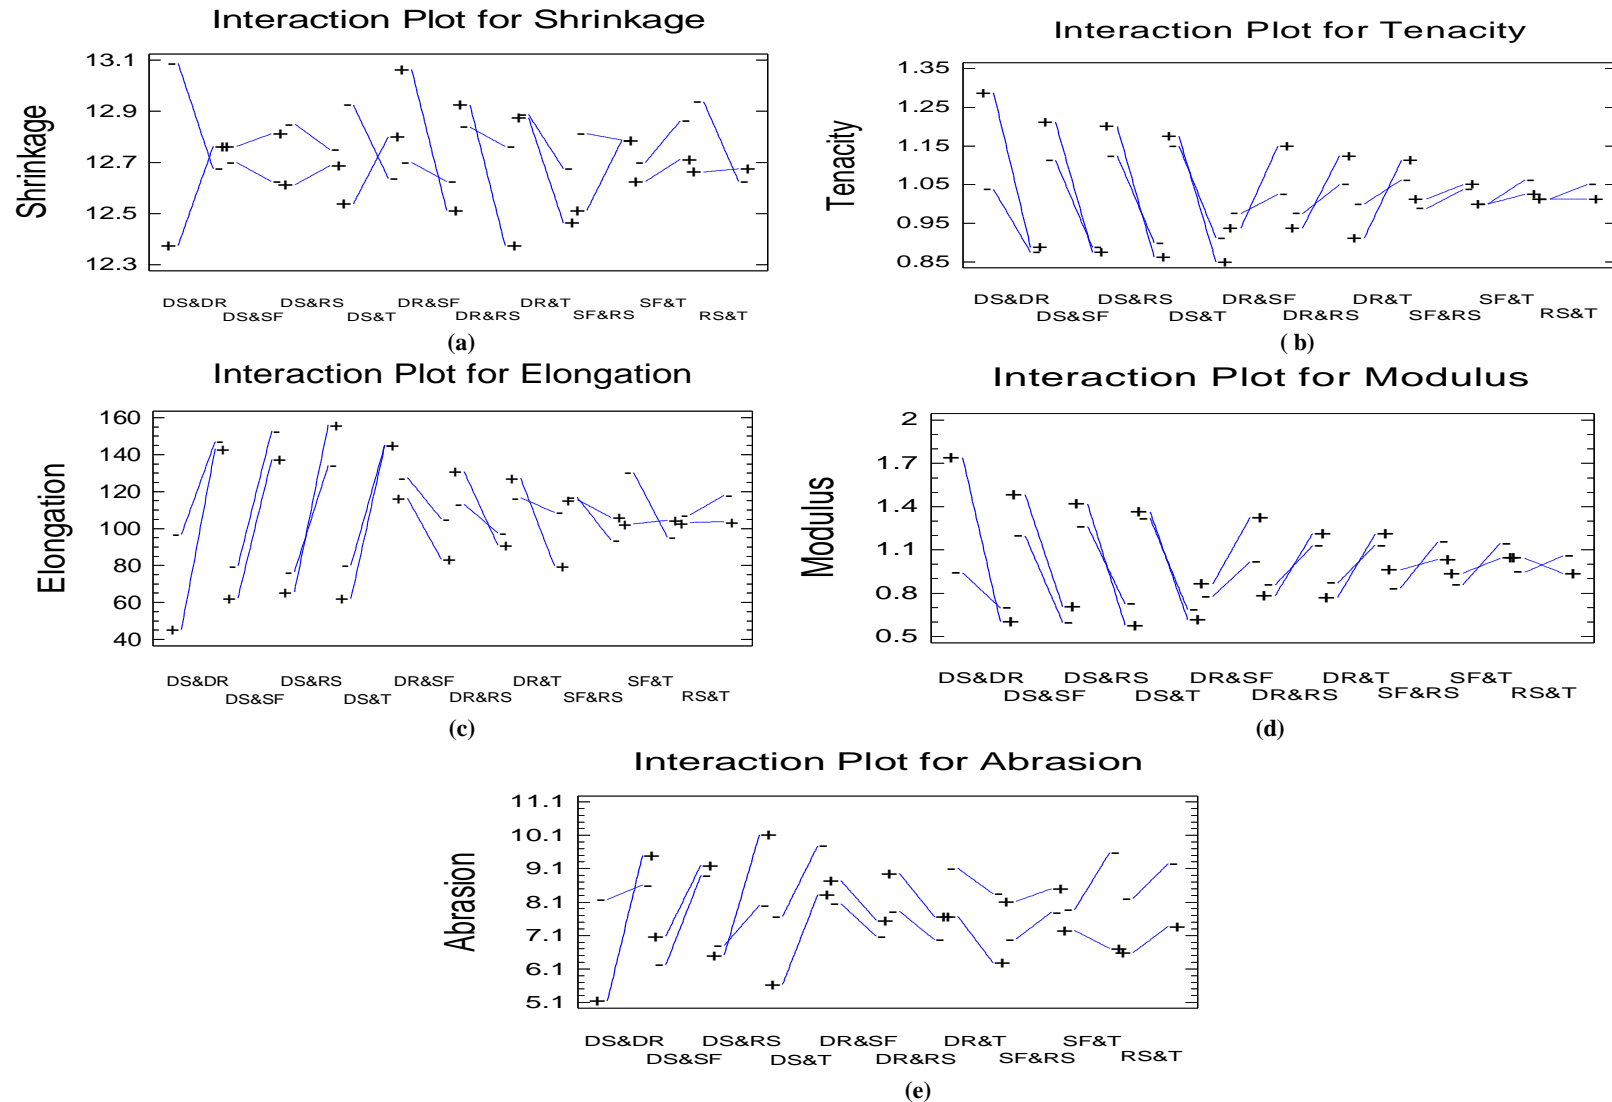 Interaction Plot for Shrinkage
Shrinkage
13.1
12.9
12.7
12.5
12.3
DS&DR
DS&SF
DS&RS
DS&T
DR&SF
DR&RS
DR&T
SF&RS
SF&T
RS&T
(a)
Interaction Plot for Tenacity
Tenacity
1.35
1.25
1.15
1.05
0.95
0.85
DS&DR
DS&SF
DS&RS
DS&T
DR&SF
DR&RS
DR&T
SF&RS
SF&T
RS&T
( b)
Interaction Plot for Elongation
Elongation
160
140
120
100
80
60
40
DS&DR
DS&SF
DS&RS
DS&T
DR&SF
DR&RS
DR&T
SF&RS
SF&T
RS&T
(c)
Interaction Plot for Modulus
Modulus
2
1.7
1.4
1.1
0.8
0.5
DS&DR
DS&SF
DS&RS
DS&T
DR&SF
DR&RS
DR&T
SF&RS
SF&T
RS&T
(d)
Interaction Plot for Abrasion
Abrasion
11.1
10.1
9.1
8.1
7.1
6.1
5.1
DS&DR
DS&SF
DS&RS
DS&T
DR&SF
DR&RS
DR&T
SF&RS
SF&T
RS&T
(e)